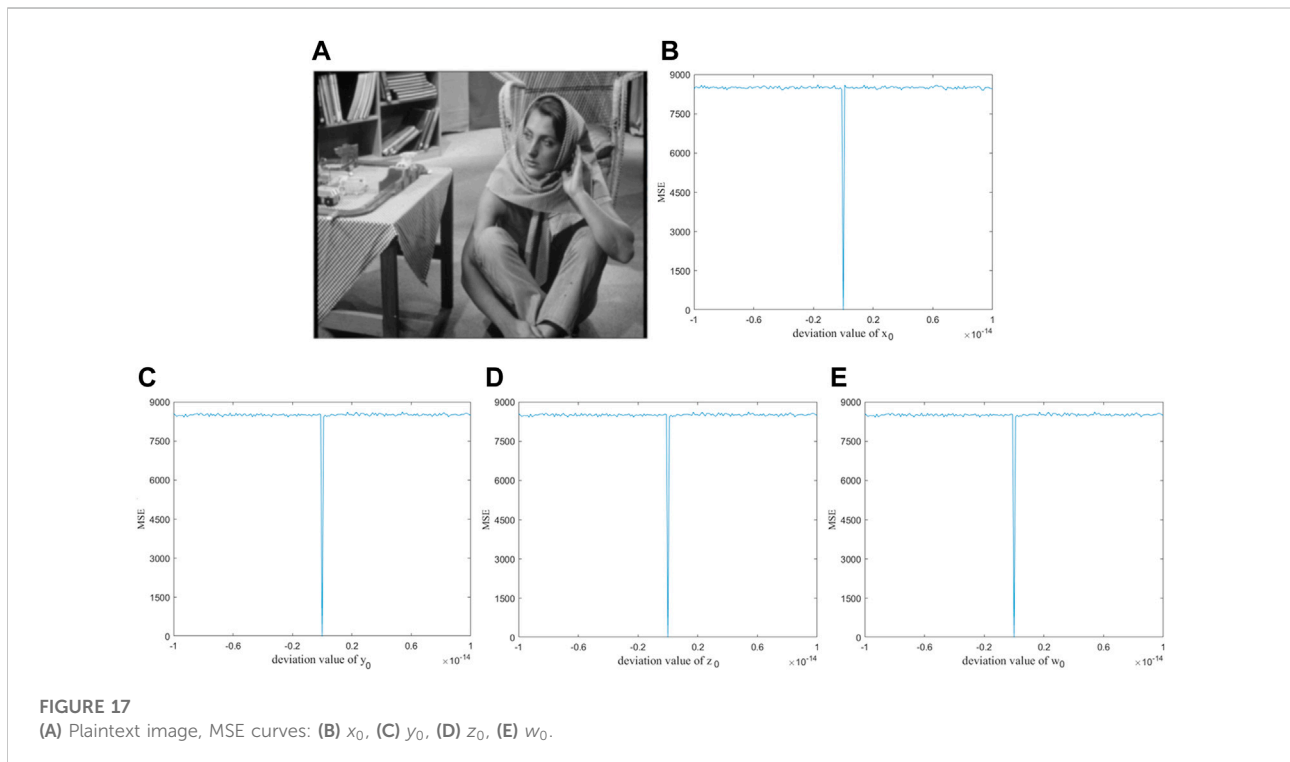 A
B
9000
7500
6000
4500
3000
1500
0
MSE
-1 -0.6 -0.2 0.2 0.6 1
deviation value of x₀ ×10⁻¹⁴
C
D
E
9000
7500
6000
4500
3000
1500
0
MSE
-1 -0.6 -0.2 0.2 0.6 1
deviation value of y₀ ×10⁻¹⁴
9000
7500
6000
4500
3000
1500
0
MSE
-1 -0.6 -0.2 0.2 0.6 1
deviation value of z₀ ×10⁻¹⁴
9000
7500
6000
4500
3000
1500
0
MSE
-1 -0.6 -0.2 0.2 0.6 1
deviation value of w₀ ×10⁻¹⁴
FIGURE 17
(A) Plaintext image, MSE curves: (B) x₀, (C) y₀, (D) z₀, (E) w₀.